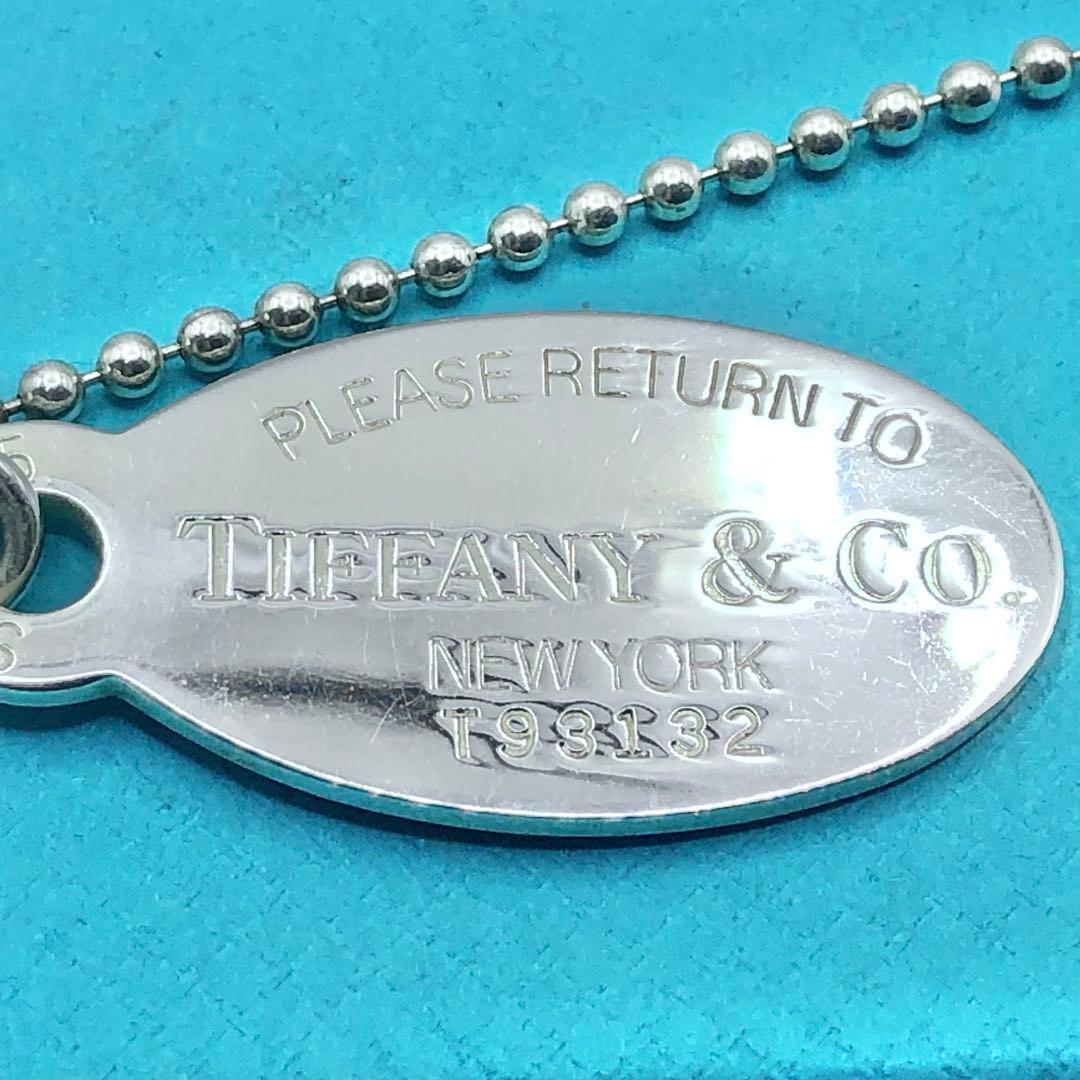 PLEASE RETURN TO
TIFFANY & CO.
NEW YORK
T93132